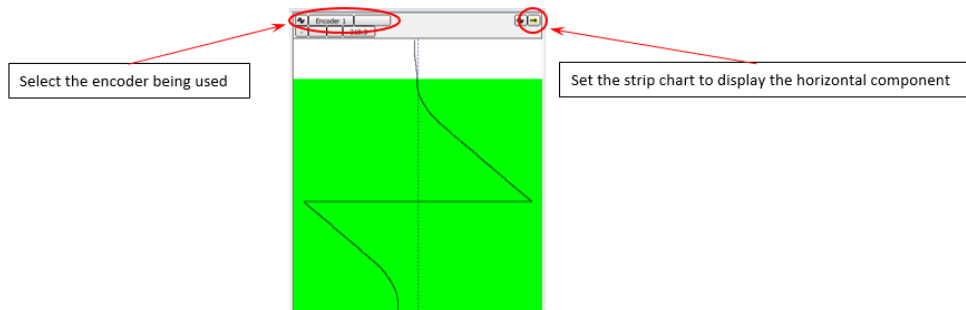 Encoder 1
Select the encoder being used
Set the strip chart to display the horizontal component